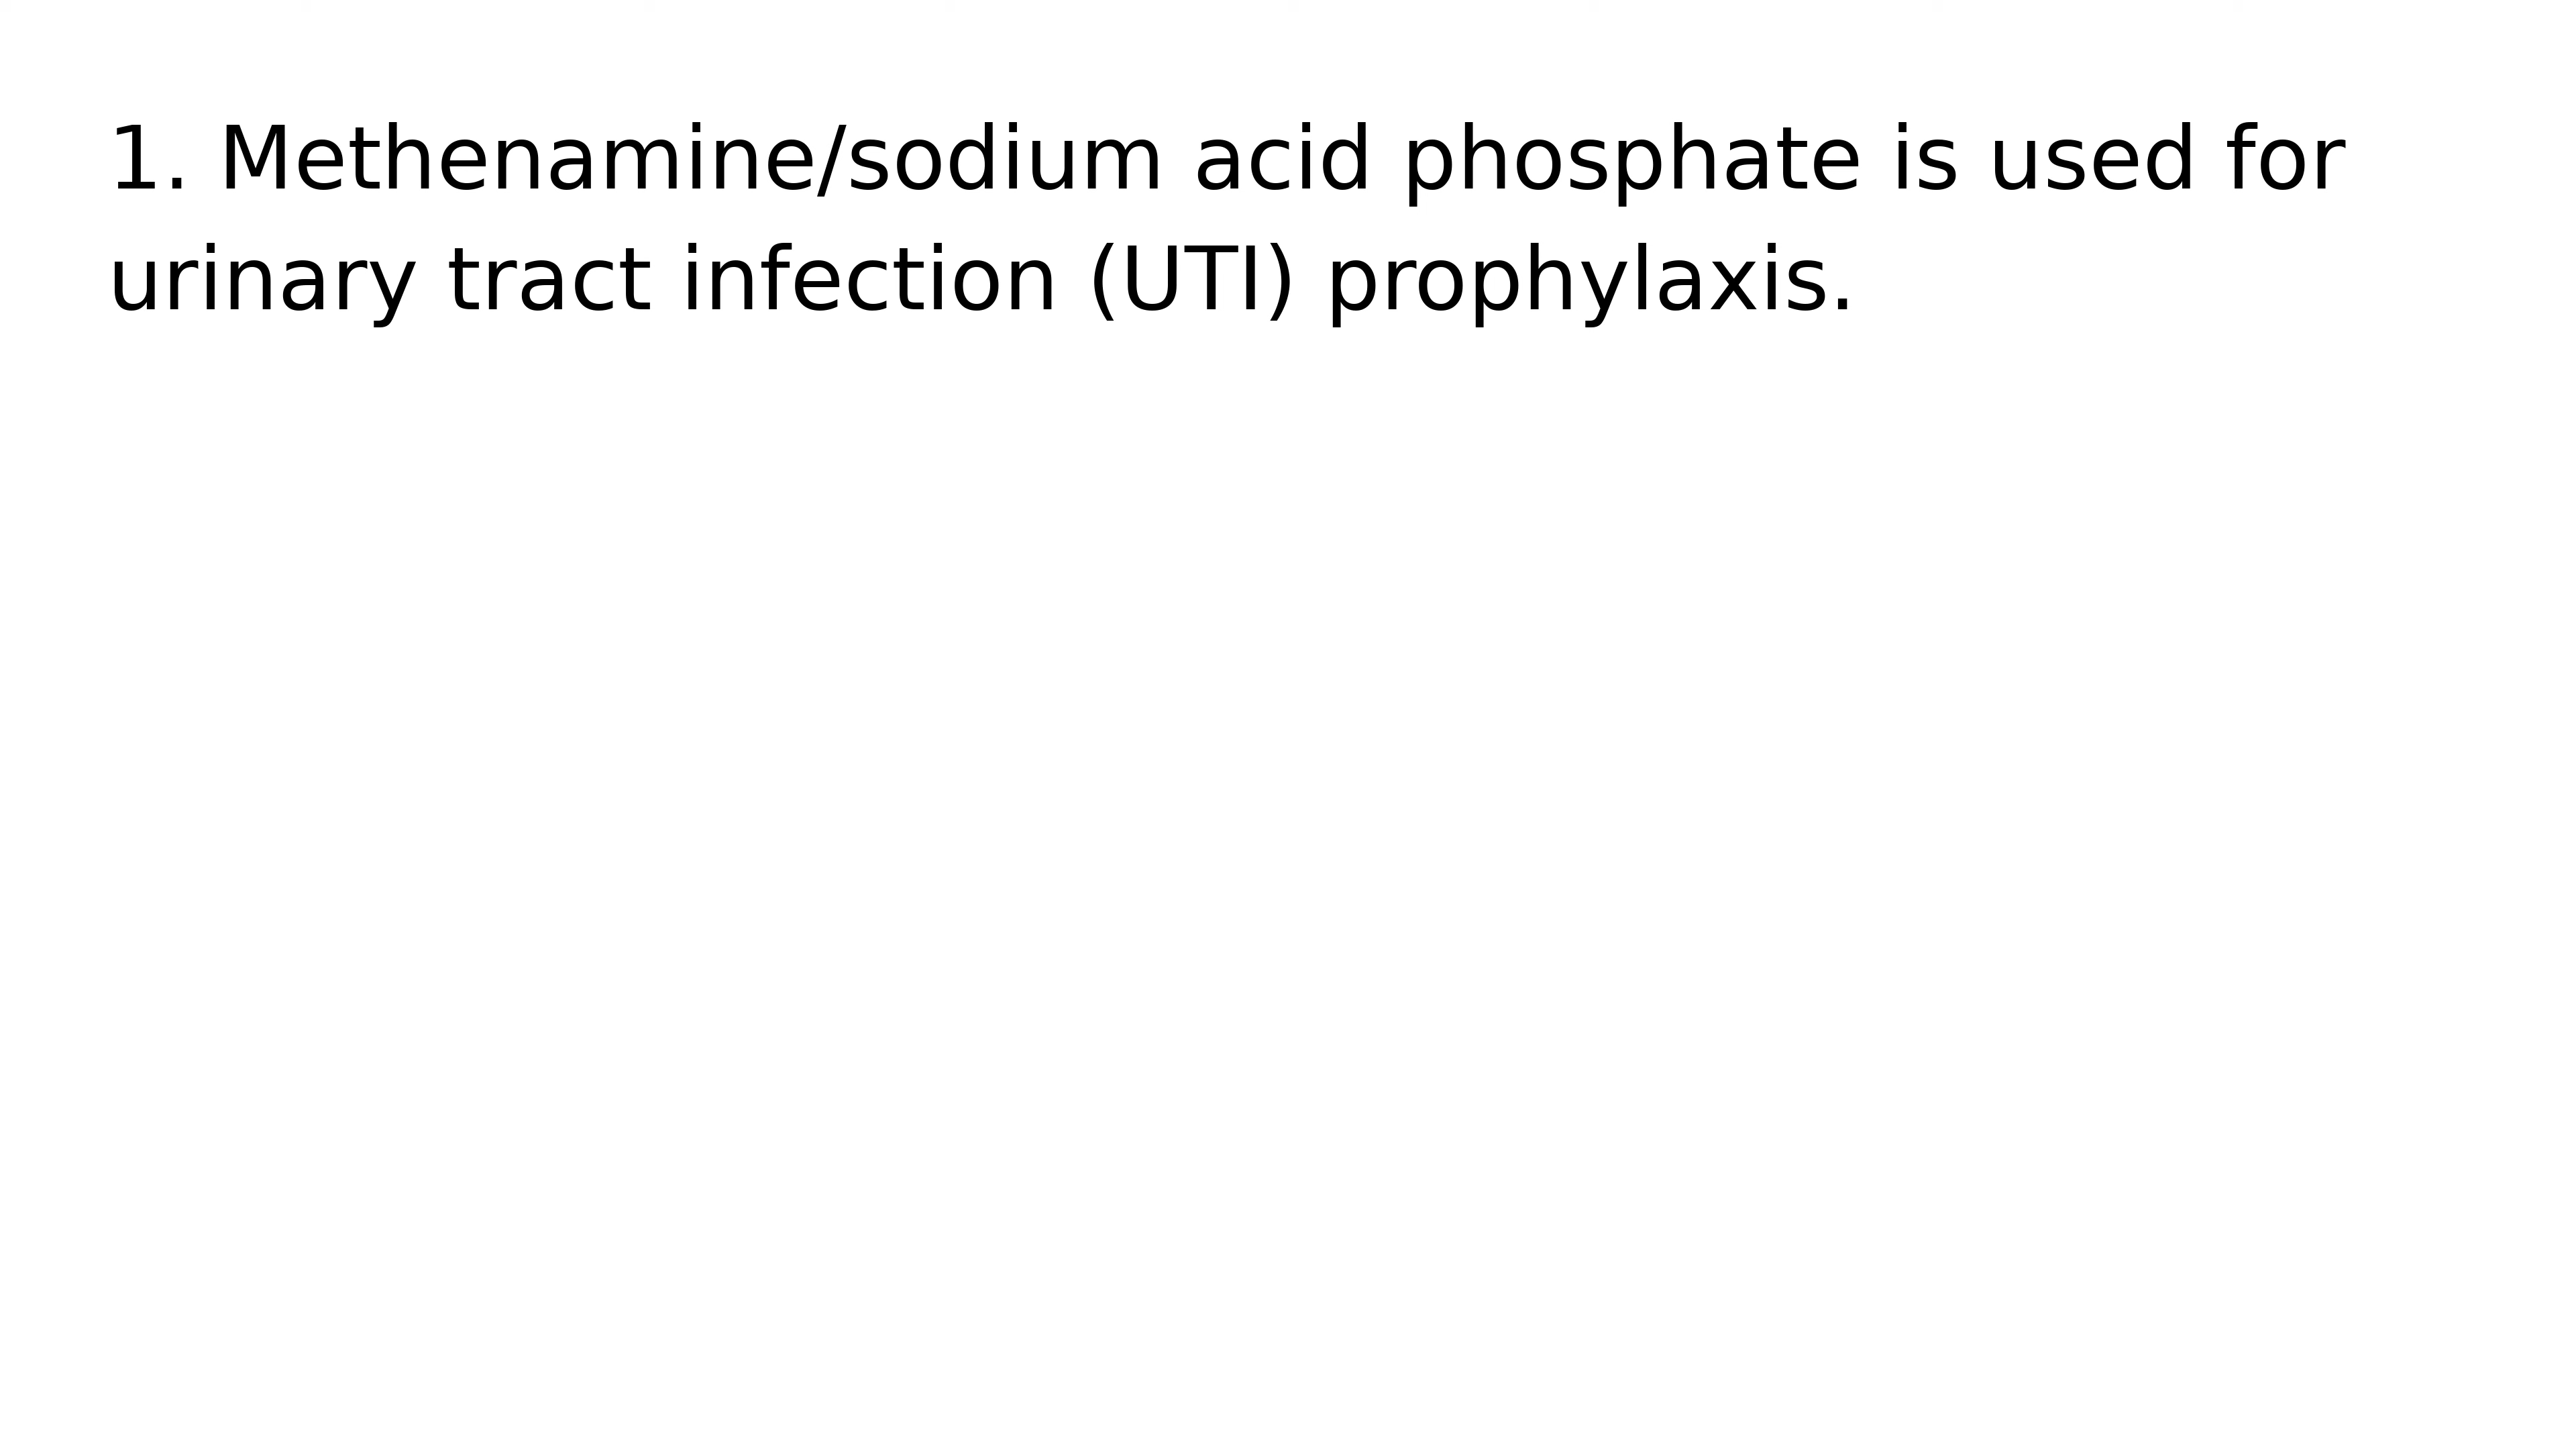 1. Methenamine/sodium acid phosphate is used for
urinary tract infection (UTI) prophylaxis.